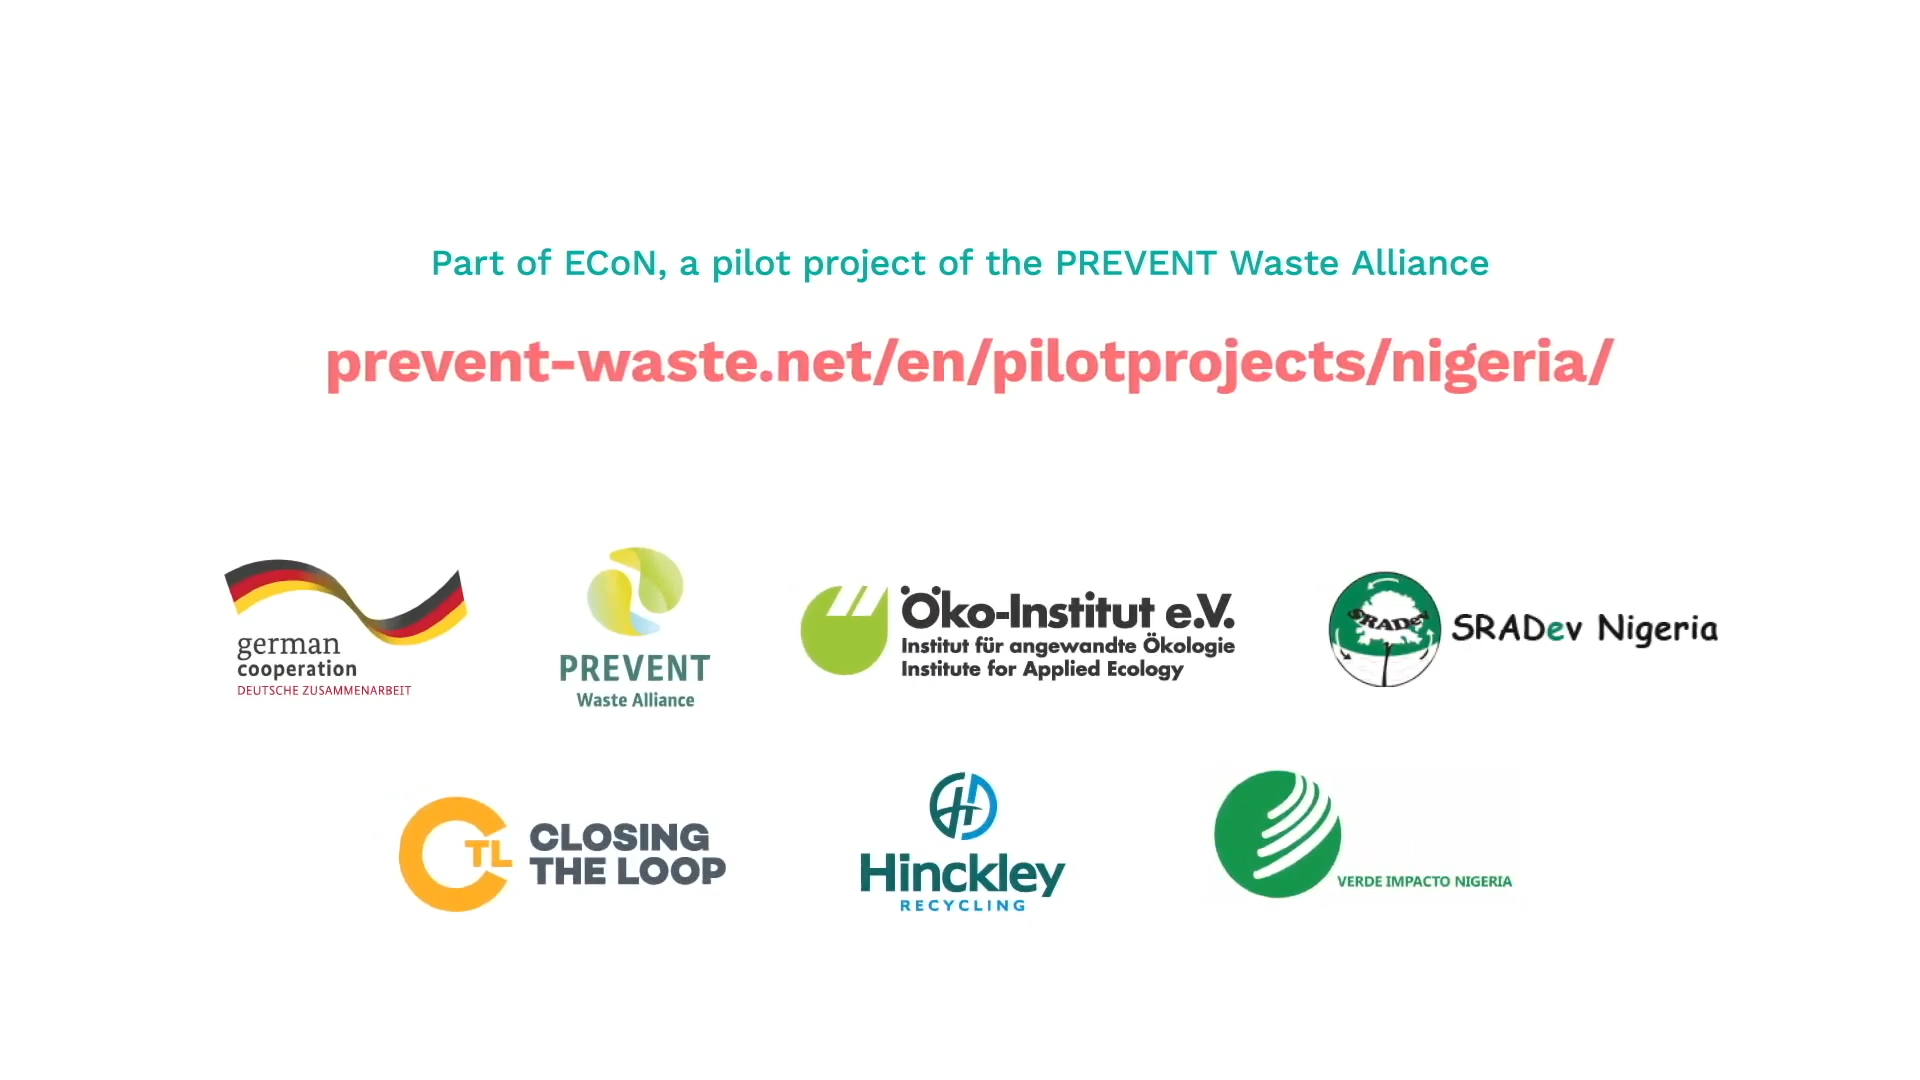 Part of ECoN, a pilot project of the PREVENT Waste Alliance
prevent-waste.net/en/pilotprojects/nigeria/
german
cooperation
DEUTSCHE ZUSAMMENARBEIT
PREVENT
Waste Alliance
Öko-Institut e.V.
Institut für angewandte Ökologie
Institute for Applied Ecology
SRADev
SRADev Nigeria
CTL
CLOSING
THE LOOP
Hinckley
RECYCLING
VERDE IMPACTO NIGERIA